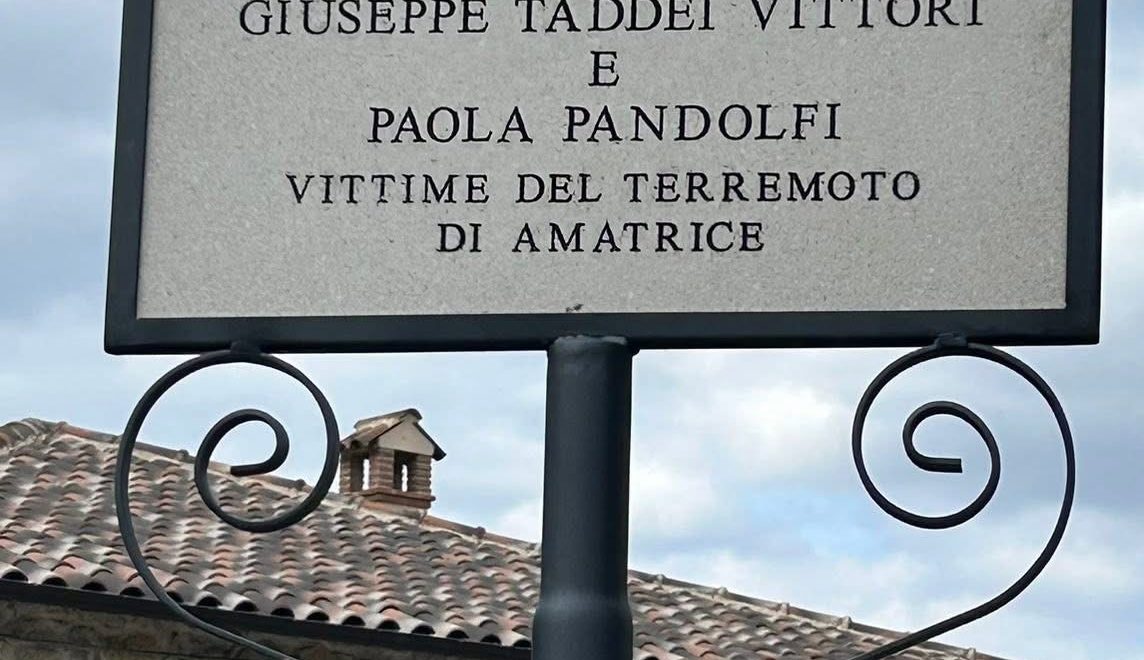 GIUSEPPE TADDEI VITTORI
E
PAOLA PANDOLFI
VITTIME DEL TERREMOTO
DI AMATRICE